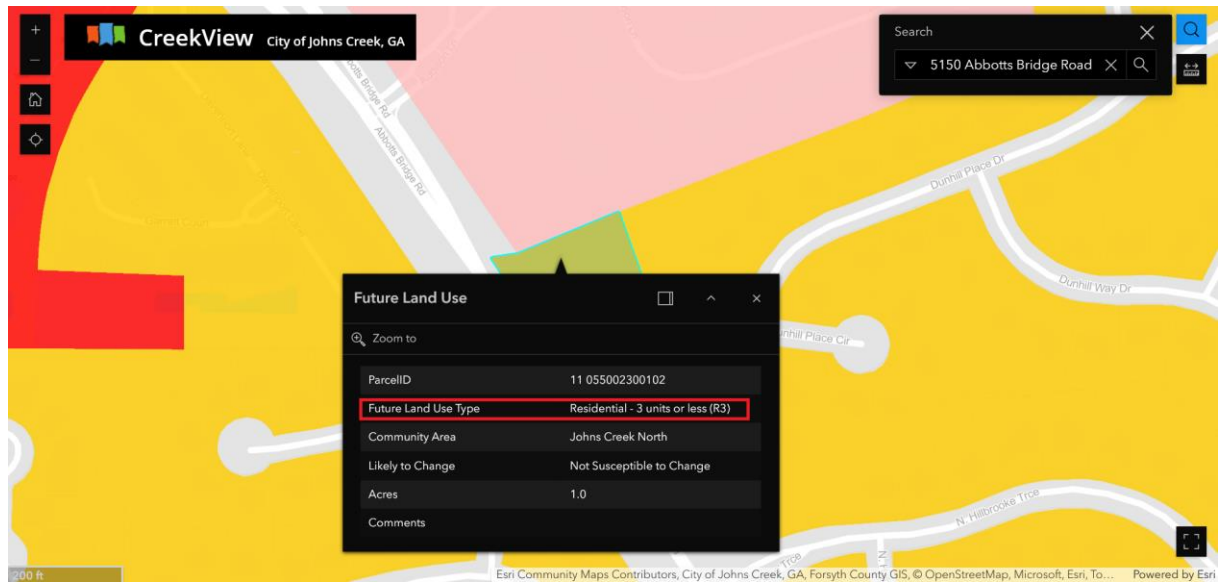 +
−
CreekView City of Johns Creek, GA
Search
5150 Abbotts Bridge Road
Abbotts Bridge Rd
Abbotts Bridge Rd
Dunhill Place Dr
Dunhill Way Dr
nhill Place Cir
Future Land Use
Zoom to
ParcelID 11 055002300102
Future Land Use Type Residential - 3 units or less (R3)
Community Area Johns Creek North
Likely to Change Not Susceptible to Change
Acres 1.0
Comments
N. Hillbrooke Trce
Trce
N
200 ft
Esri Community Maps Contributors, City of Johns Creek, GA, Forsyth County GIS, © OpenStreetMap, Microsoft, Esri, To... Powered by Esri